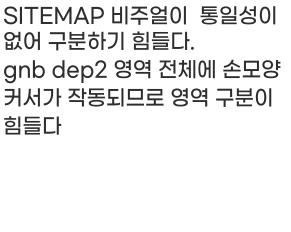 SITEMAP 비주얼이  통일성이
없어 구분하기 힘들다.
gnb dep2 영역 전체에 손모양
커서가 작동되므로 영역 구분이
힘들다